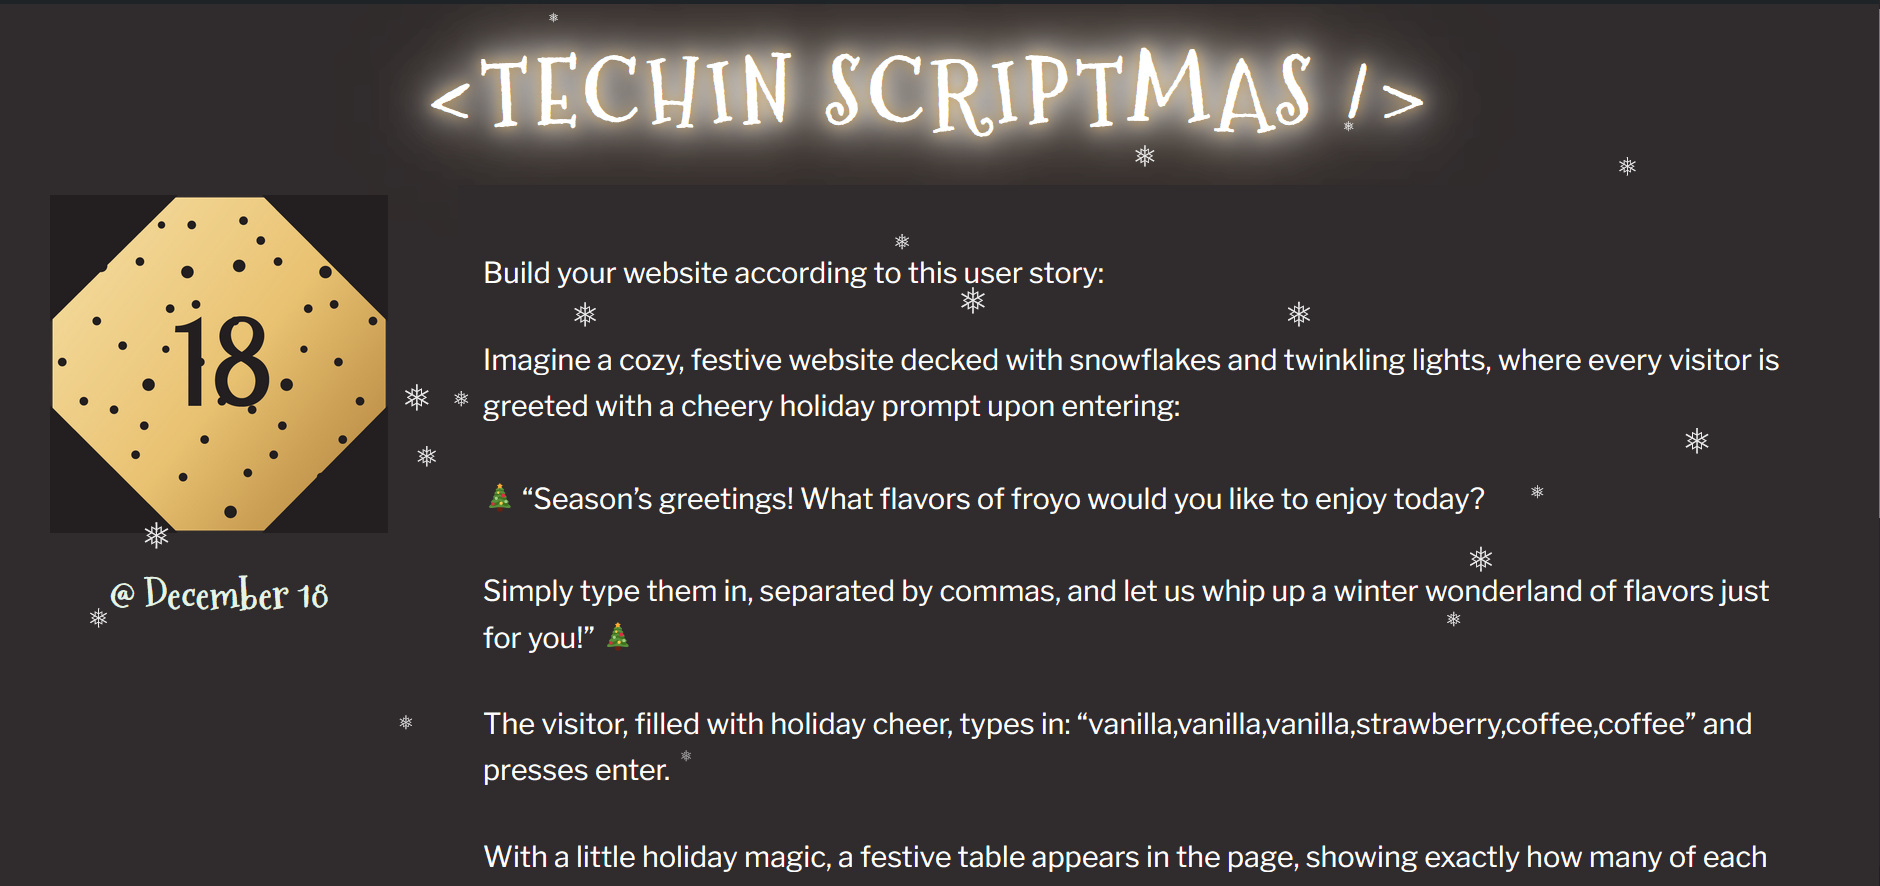 <TECHIN SCRIPTMAS />
18
@ December 18
Build your website according to this user story:
Imagine a cozy, festive website decked with snowflakes and twinkling lights, where every visitor is
greeted with a cheery holiday prompt upon entering:
🎄 “Season’s greetings! What flavors of froyo would you like to enjoy today?
Simply type them in, separated by commas, and let us whip up a winter wonderland of flavors just
for you!” 🎄
The visitor, filled with holiday cheer, types in: “vanilla,vanilla,vanilla,strawberry,coffee,coffee” and
presses enter.
With a little holiday magic, a festive table appears in the page, showing exactly how many of each